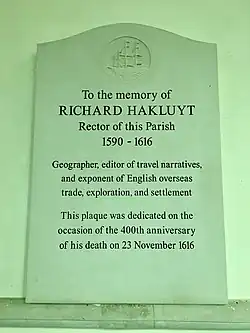 To the memory of
RICHARD HAKLUYT
Rector of this Parish
1590 - 1616
Geographer, editor of travel narratives,
and exponent of English overseas
trade, exploration, and settlement
This plaque was dedicated on the
occasion of the 400th anniversary
of his death on 23 November 1616